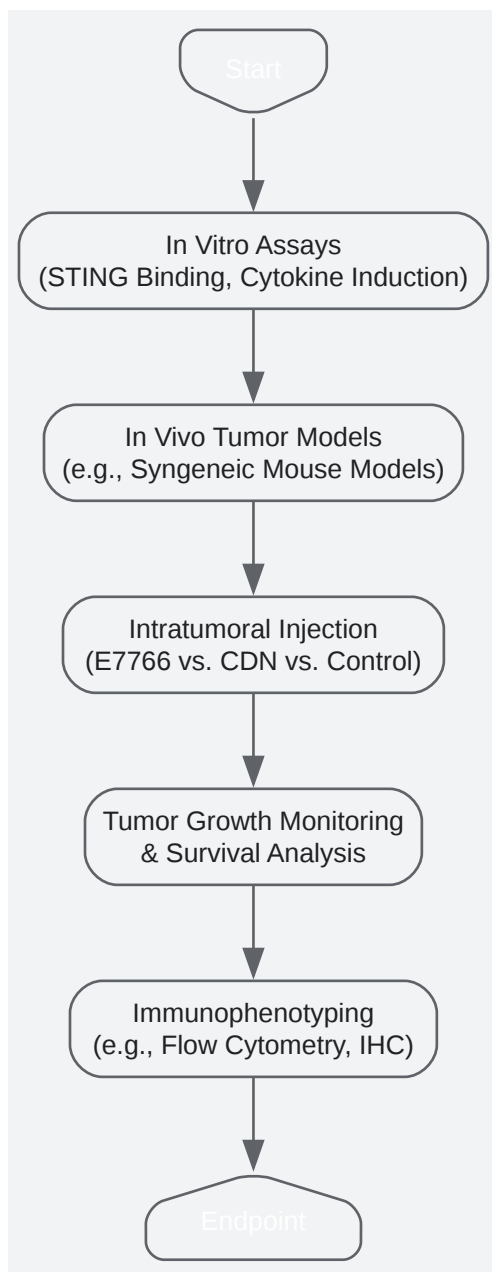 Start
In Vitro Assays
(STING Binding, Cytokine Induction)
In Vivo Tumor Models
(e.g., Syngeneic Mouse Models)
Intratumoral Injection
(E7766 vs. CDN vs. Control)
Tumor Growth Monitoring
& Survival Analysis
Immunophenotyping
(e.g., Flow Cytometry, IHC)
Endpoint